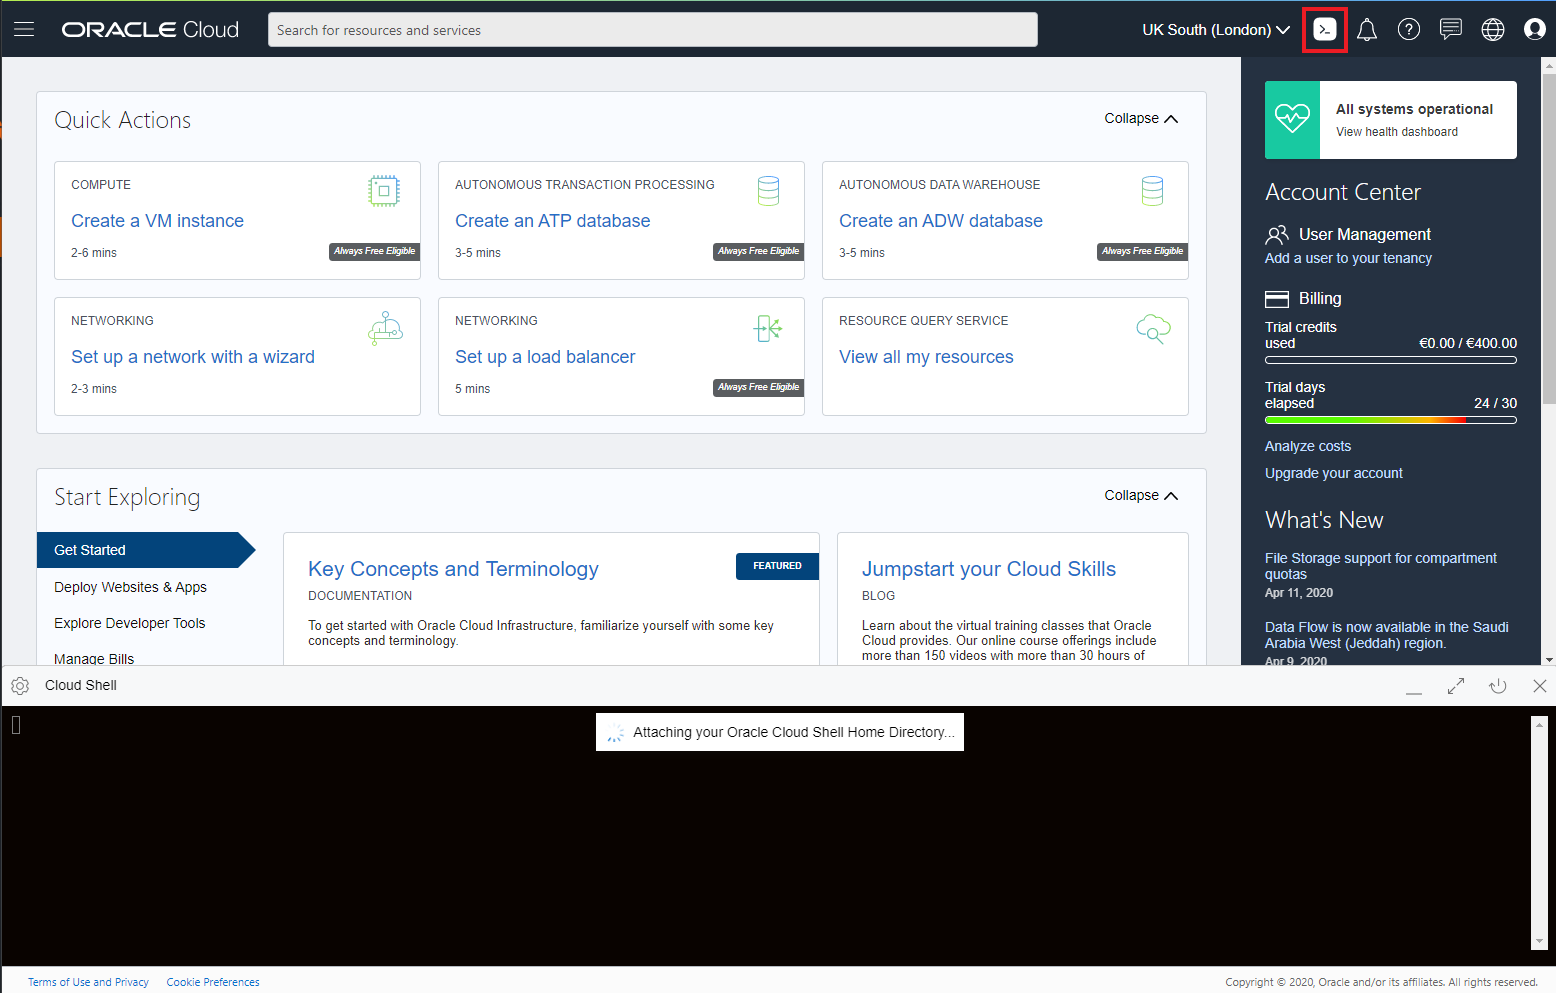 ORACLE Cloud
Search for resources and services
UK South (London)
Quick Actions
Collapse
COMPUTE
Create a VM instance
2-6 mins
Always Free Eligible
AUTONOMOUS TRANSACTION PROCESSING
Create an ATP database
3-5 mins
Always Free Eligible
AUTONOMOUS DATA WAREHOUSE
Create an ADW database
3-5 mins
Always Free Eligible
NETWORKING
Set up a network with a wizard
2-3 mins
NETWORKING
Set up a load balancer
5 mins
Always Free Eligible
RESOURCE QUERY SERVICE
View all my resources
Start Exploring
Collapse
Get Started
Deploy Websites & Apps
Explore Developer Tools
Manage Bills
Key Concepts and Terminology
FEATURED
DOCUMENTATION
To get started with Oracle Cloud Infrastructure, familiarize yourself with some key
concepts and terminology.
Jumpstart your Cloud Skills
BLOG
Learn about the virtual training classes that Oracle
Cloud provides. Our online course offerings include
more than 150 videos with more than 30 hours of
All systems operational
View health dashboard
Account Center
User Management
Add a user to your tenancy
Billing
Trial credits
used €0.00 / €400.00
Trial days
elapsed 24 / 30
Analyze costs
Upgrade your account
What's New
File Storage support for compartment
quotas
Apr 11, 2020
Data Flow is now available in the Saudi
Arabia West (Jeddah) region.
Apr 9, 2020
Cloud Shell
Attaching your Oracle Cloud Shell Home Directory...
Terms of Use and Privacy
Cookie Preferences
Copyright © 2020, Oracle and/or its affiliates. All rights reserved.